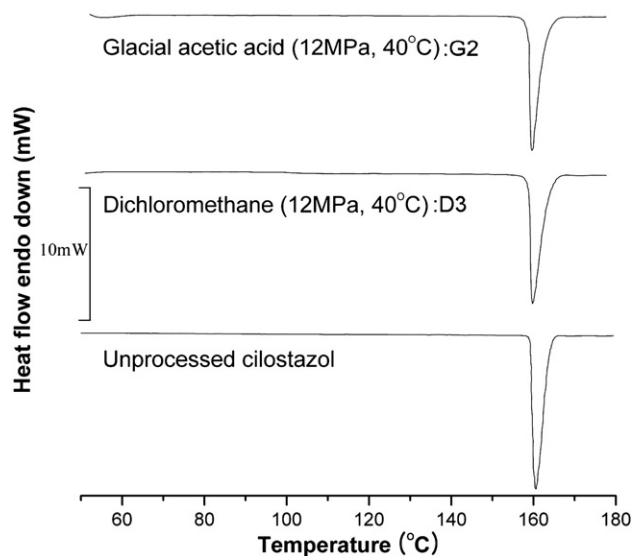 Glacial acetic acid (12MPa, 40°C):G2
Dichloromethane (12MPa, 40°C):D3
10mW
Unprocessed cilostazol
Heat flow endo down (mW)
60 80 100 120 140 160 180
Temperature (°C)